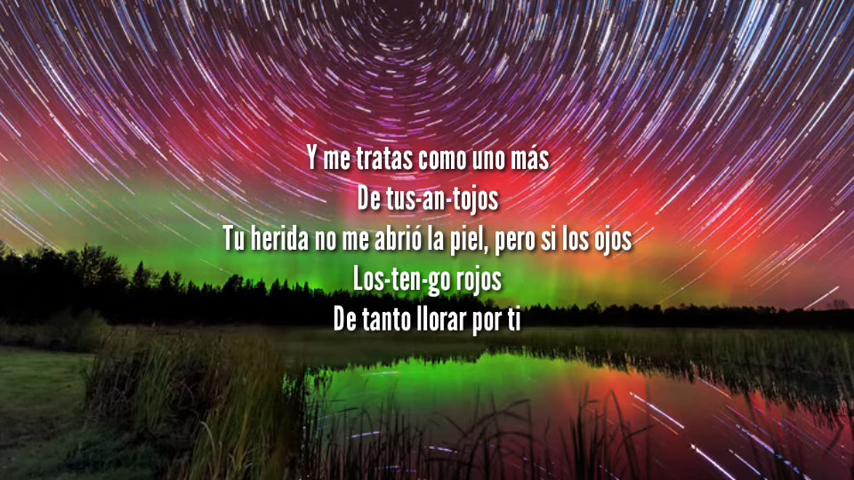 Y me tratas como uno más
De tus-an-tojos
Tu herida no me abrió la piel, pero si los ojos
Los-ten-go rojos
De tanto llorar por ti